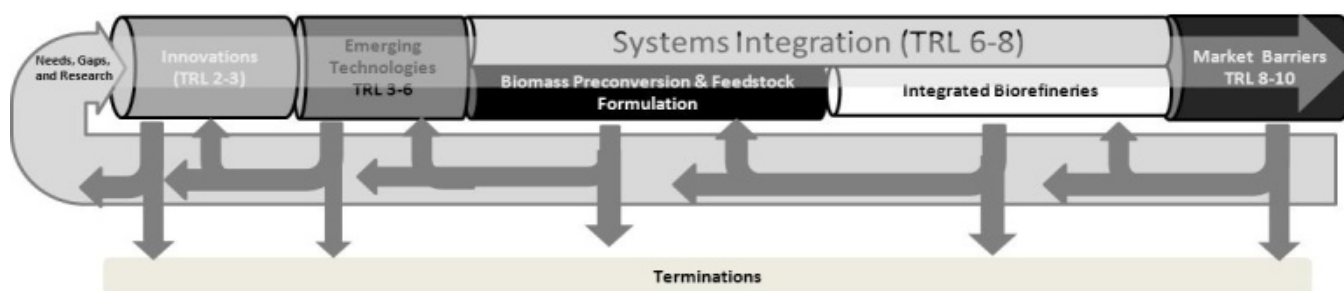 Needs, Gaps,
and Research
Innovations
(TRL 2-3)
Emerging
Technologies
TRL 3-6
Systems Integration (TRL 6-8)
Biomass Preconversion & Feedstock
Formulation
Integrated Biorefineries
Market Barriers
TRL 8-10
Terminations